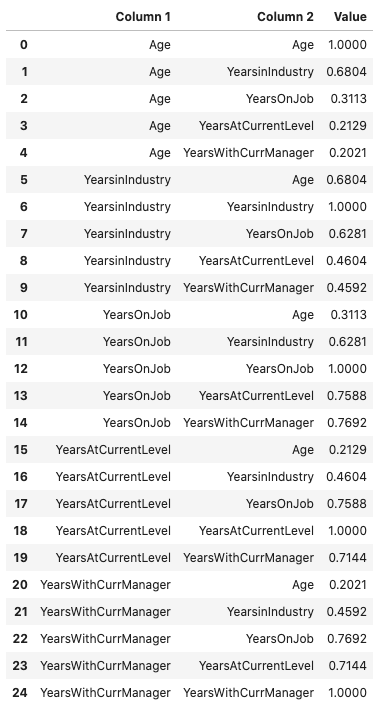 Column 1 Column 2 Value
0 Age Age 1.0000
1 Age YearsinIndustry 0.6804
2 Age YearsOnJob 0.3113
3 Age YearsAtCurrentLevel 0.2129
4 Age YearsWithCurrManager 0.2021
5 YearsinIndustry Age 0.6804
6 YearsinIndustry YearsinIndustry 1.0000
7 YearsinIndustry YearsOnJob 0.6281
8 YearsinIndustry YearsAtCurrentLevel 0.4604
9 YearsinIndustry YearsWithCurrManager 0.4592
10 YearsOnJob Age 0.3113
11 YearsOnJob YearsinIndustry 0.6281
12 YearsOnJob YearsOnJob 1.0000
13 YearsOnJob YearsAtCurrentLevel 0.7588
14 YearsOnJob YearsWithCurrManager 0.7692
15 YearsAtCurrentLevel Age 0.2129
16 YearsAtCurrentLevel YearsinIndustry 0.4604
17 YearsAtCurrentLevel YearsOnJob 0.7588
18 YearsAtCurrentLevel YearsAtCurrentLevel 1.0000
19 YearsAtCurrentLevel YearsWithCurrManager 0.7144
20 YearsWithCurrManager Age 0.2021
21 YearsWithCurrManager YearsinIndustry 0.4592
22 YearsWithCurrManager YearsOnJob 0.7692
23 YearsWithCurrManager YearsAtCurrentLevel 0.7144
24 YearsWithCurrManager YearsWithCurrManager 1.0000